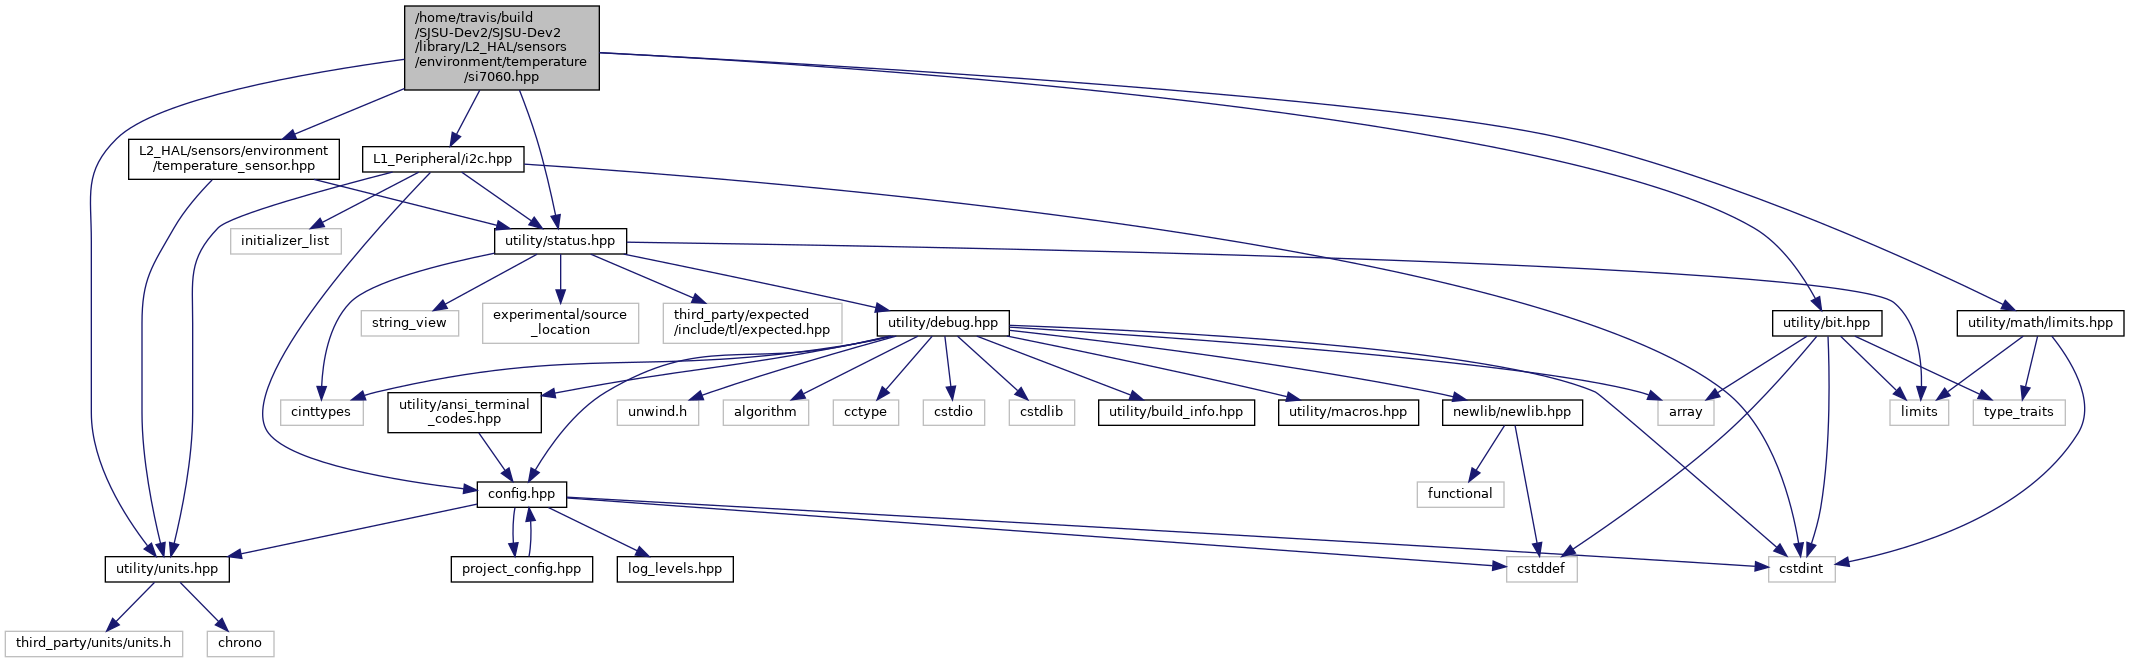 /home/travis/build
/SJSU-Dev2/SJSU-Dev2
/library/L2_HAL/sensors
/environment/temperature
/si7060.hpp
L2_HAL/sensors/environment
/temperature_sensor.hpp
L1_Peripheral/i2c.hpp
initializer_list
utility/status.hpp
string_view
experimental/source
_location
third_party/expected
/include/tl/expected.hpp
utility/debug.hpp
utility/bit.hpp
utility/math/limits.hpp
cinttypes
utility/ansi_terminal
_codes.hpp
unwind.h
algorithm
cctype
cstdio
cstdlib
utility/build_info.hpp
utility/macros.hpp
newlib/newlib.hpp
array
limits
type_traits
config.hpp
functional
utility/units.hpp
project_config.hpp
log_levels.hpp
cstddef
cstdint
third_party/units/units.h
chrono